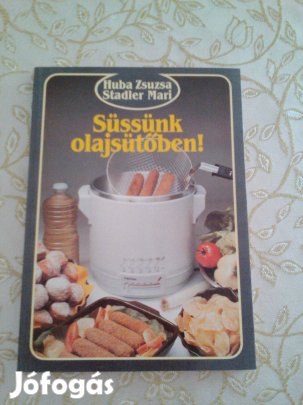 Huba Zsuzsa
Stadler Mari
Süssünk
olajsütőben!
Jófogás